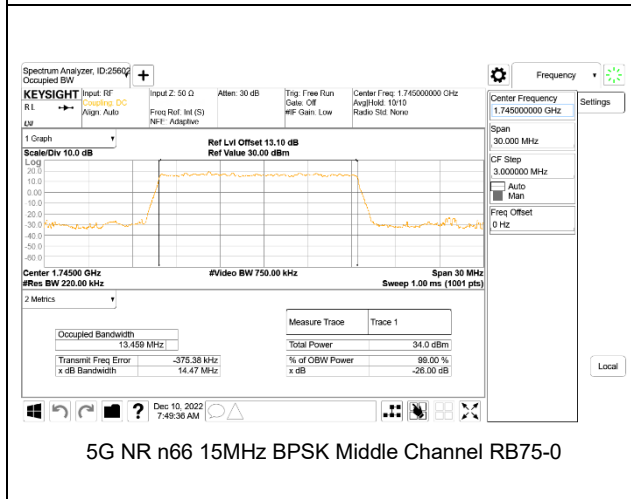 Spectrum Analyzer, ID:25602
Occupied BW
KEYSIGHT
RL
Input: RF
Coupling: DC
Align: Auto
Input Z: 50 Ω
Freq Ref: Int (S)
NFE: Adaptive
Atten: 30 dB
Trig: Free Run
Gate: Off
#IF Gain: Low
Center Freq: 1.745000000 GHz
Avg|Hold: 10/10
Radio Std: None
1 Graph
Scale/Div 10.0 dB
Ref Lvl Offset 13.10 dB
Ref Value 30.00 dBm
Log
20.0
10.0
0.00
-10.0
-20.0
-30.0
-40.0
-50.0
-60.0
Center 1.74500 GHz
#Res BW 220.00 kHz
#Video BW 750.00 kHz
Span 30 MHz
Sweep 1.00 ms (1001 pts)
2 Metrics
Occupied Bandwidth
13.459 MHz
Transmit Freq Error -375.38 kHz
x dB Bandwidth 14.47 MHz
Measure Trace Trace 1
Total Power 34.0 dBm
% of OBW Power 99.00 %
x dB -26.00 dB
Dec 10, 2022
7:49:36 AM
Frequency
Center Frequency
1.745000000 GHz
Settings
Span
30.000 MHz
CF Step
3.000000 MHz
Auto
Man
Freq Offset
0 Hz
Local
5G NR n66 15MHz BPSK Middle Channel RB75-0